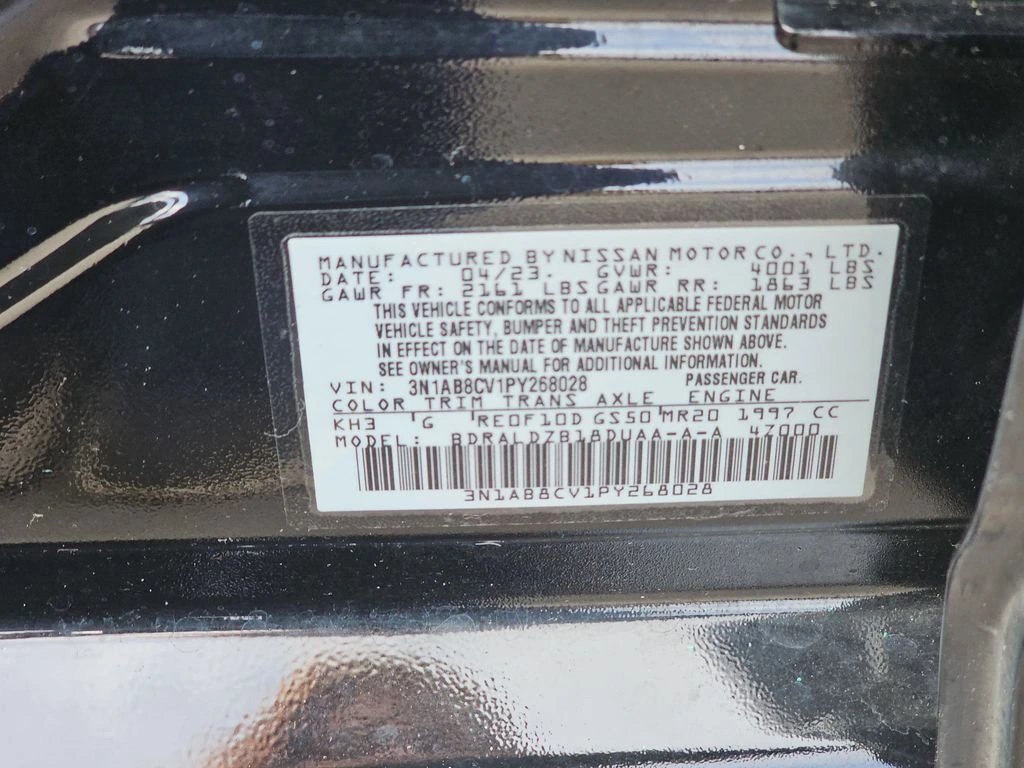 MANUFACTURED BY NISSAN MOTOR CO., LTD.
DATE: 04/23. GVWR: 4001 LBS
GAWR FR: 2161 LBS GAWR RR: 1863 LBS
THIS VEHICLE CONFORMS TO ALL APPLICABLE FEDERAL MOTOR
VEHICLE SAFETY, BUMPER AND THEFT PREVENTION STANDARDS
IN EFFECT ON THE DATE OF MANUFACTURE SHOWN ABOVE.
SEE OWNER'S MANUAL FOR ADDITIONAL INFORMATION.
VIN: 3N1AB8CV1PY268028 PASSENGER CAR.
COLOR TRIM TRANS AXLE ENGINE
KH3 G RE0F10D GS50 MR20 1997 CC
MODEL: BDRALDZB18DUAA-A-A 47000
3N1AB8CV1PY268028